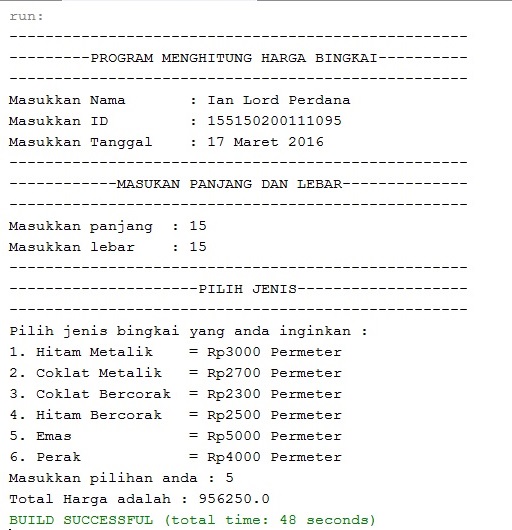 run:
---------------------------------------------------
---------PROGRAM MENGHITUNG HARGA BINGKAI----------
---------------------------------------------------
Masukkan Nama       : Ian Lord Perdana
Masukkan ID         : 155150200111095
Masukkan Tanggal    : 17 Maret 2016
---------------------------------------------------
------------MASUKAN PANJANG DAN LEBAR--------------
---------------------------------------------------
Masukkan panjang  : 15
Masukkan lebar    : 15
---------------------------------------------------
---------------------PILIH JENIS-------------------
---------------------------------------------------
Pilih jenis bingkai yang anda inginkan :
1. Hitam Metalik    = Rp3000 Permeter
2. Coklat Metalik   = Rp2700 Permeter
3. Coklat Bercorak  = Rp2300 Permeter
4. Hitam Bercorak   = Rp2500 Permeter
5. Emas             = Rp5000 Permeter
6. Perak            = Rp4000 Permeter
Masukkan pilihan anda : 5
Total Harga adalah : 956250.0
BUILD SUCCESSFUL (total time: 48 seconds)